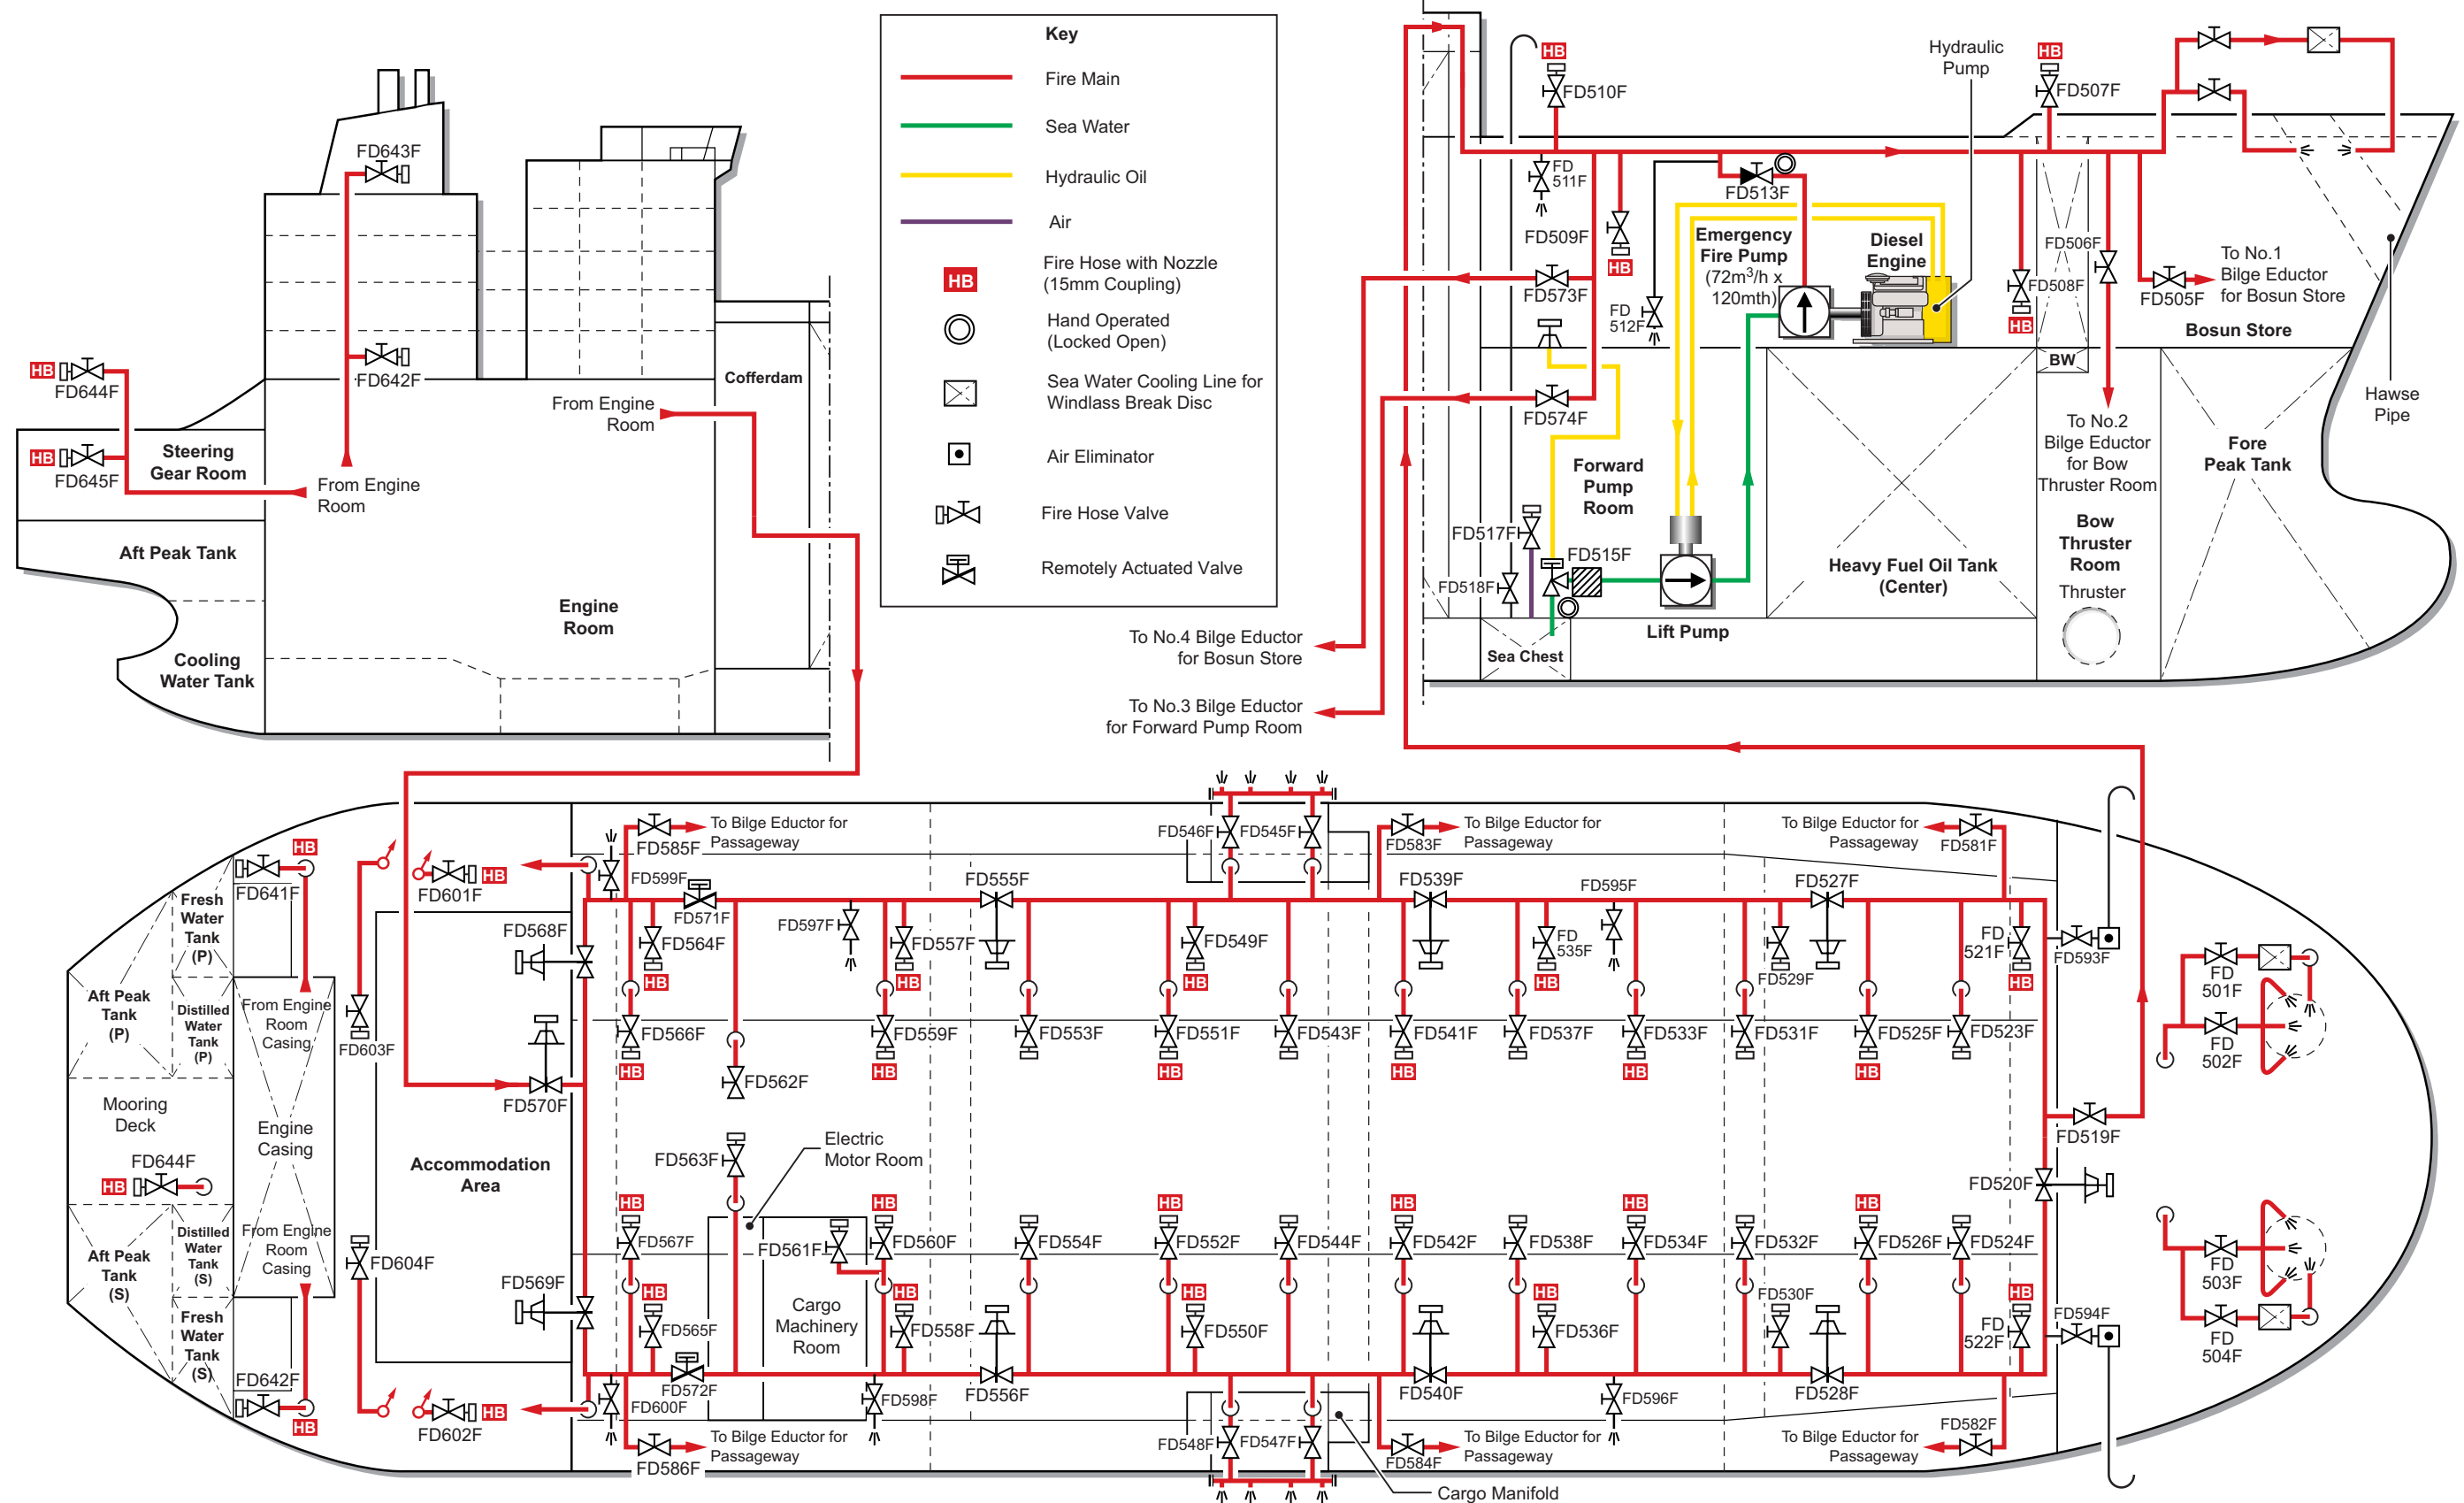 Key
Fire Main
Sea Water
Hydraulic Oil
Air
HB
Fire Hose with Nozzle
(15mm Coupling)
Hand Operated
(Locked Open)
Sea Water Cooling Line for
Windlass Break Disc
Air Eliminator
Fire Hose Valve
Remotely Actuated Valve
FD643F
FD642F
HB
FD644F
HB
FD645F
Steering
Gear Room
From Engine
Room
From Engine
Room
Cofferdam
Aft Peak Tank
Engine
Room
Cooling
Water Tank
HB
FD510F
Hydraulic
Pump
HB
FD507F
FD
511F
FD513F
FD509F
HB
Emergency
Fire Pump
(72m³/h x
120mth)
Diesel
Engine
FD506F
FD508F
HB
To No.1
Bilge Eductor
for Bosun Store
FD505F
FD573F
FD
512F
Bosun Store
BW
Hawse
Pipe
FD574F
To No.2
Bilge Eductor
for Bow
Thruster Room
Fore
Peak Tank
Forward
Pump
Room
FD517F
FD515F
FD518F
Heavy Fuel Oil Tank
(Center)
Bow
Thruster
Room
Thruster
Lift Pump
Sea Chest
To No.4 Bilge Eductor
for Bosun Store
To No.3 Bilge Eductor
for Forward Pump Room
HB
FD641F
FD601F
HB
FD585F
To Bilge Eductor for
Passageway
FD599F
FD546F
FD545F
FD583F
To Bilge Eductor for
Passageway
To Bilge Eductor for
Passageway
FD581F
Fresh
Water
Tank
(P)
FD568F
FD571F
FD564F
HB
FD597F
FD557F
HB
FD555F
FD549F
HB
FD539F
FD
535F
HB
FD595F
FD529F
FD527F
FD
521F
HB
FD593F
FD
501F
FD
502F
Aft Peak
Tank
(P)
Distilled
Water
Tank
(P)
From Engine
Room
Casing
FD603F
FD570F
FD566F
HB
FD562F
FD559F
HB
FD553F
FD551F
HB
FD543F
FD541F
HB
FD537F
FD533F
HB
FD531F
FD525F
HB
FD523F
Mooring
Deck
Engine
Casing
Accommodation
Area
FD563F
Electric
Motor Room
FD519F
FD520F
FD644F
HB
Aft Peak
Tank
(S)
Distilled
Water
Tank
(S)
From Engine
Room
Casing
FD604F
HB
FD567F
FD561F
HB
FD560F
FD554F
HB
FD552F
FD544F
HB
FD542F
FD538F
HB
FD534F
FD532F
HB
FD526F
FD524F
FD
503F
FD
504F
FD569F
HB
FD565F
Cargo
Machinery
Room
HB
FD558F
HB
FD550F
HB
FD536F
FD530F
HB
FD
522F
FD594F
Fresh
Water
Tank
(S)
FD642F
HB
FD602F
HB
FD572F
FD600F
FD598F
FD556F
FD540F
FD596F
FD528F
FD586F
To Bilge Eductor for
Passageway
FD548F
FD547F
FD584F
To Bilge Eductor for
Passageway
To Bilge Eductor for
Passageway
FD582F
Cargo Manifold